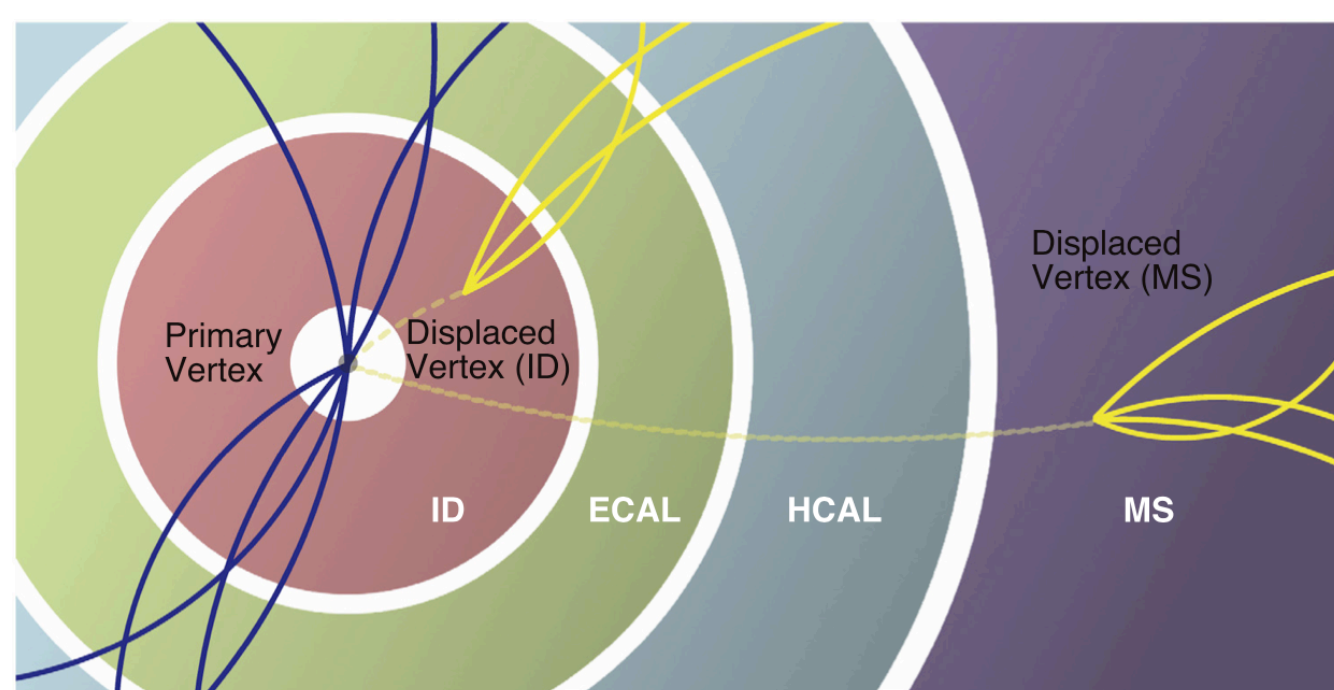 Displaced
Vertex (MS)
Primary
Vertex
Displaced
Vertex (ID)
ID
ECAL
HCAL
MS